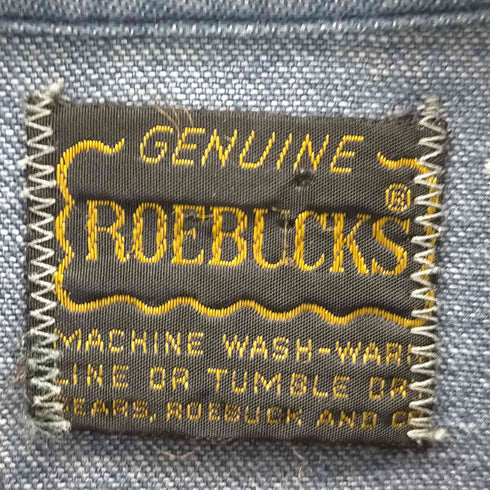 GENUINE
ROEBUCKS®
MACHINE WASH-WAR
LINE OR TUMBLE DR
SEARS, ROEBUCK AND C